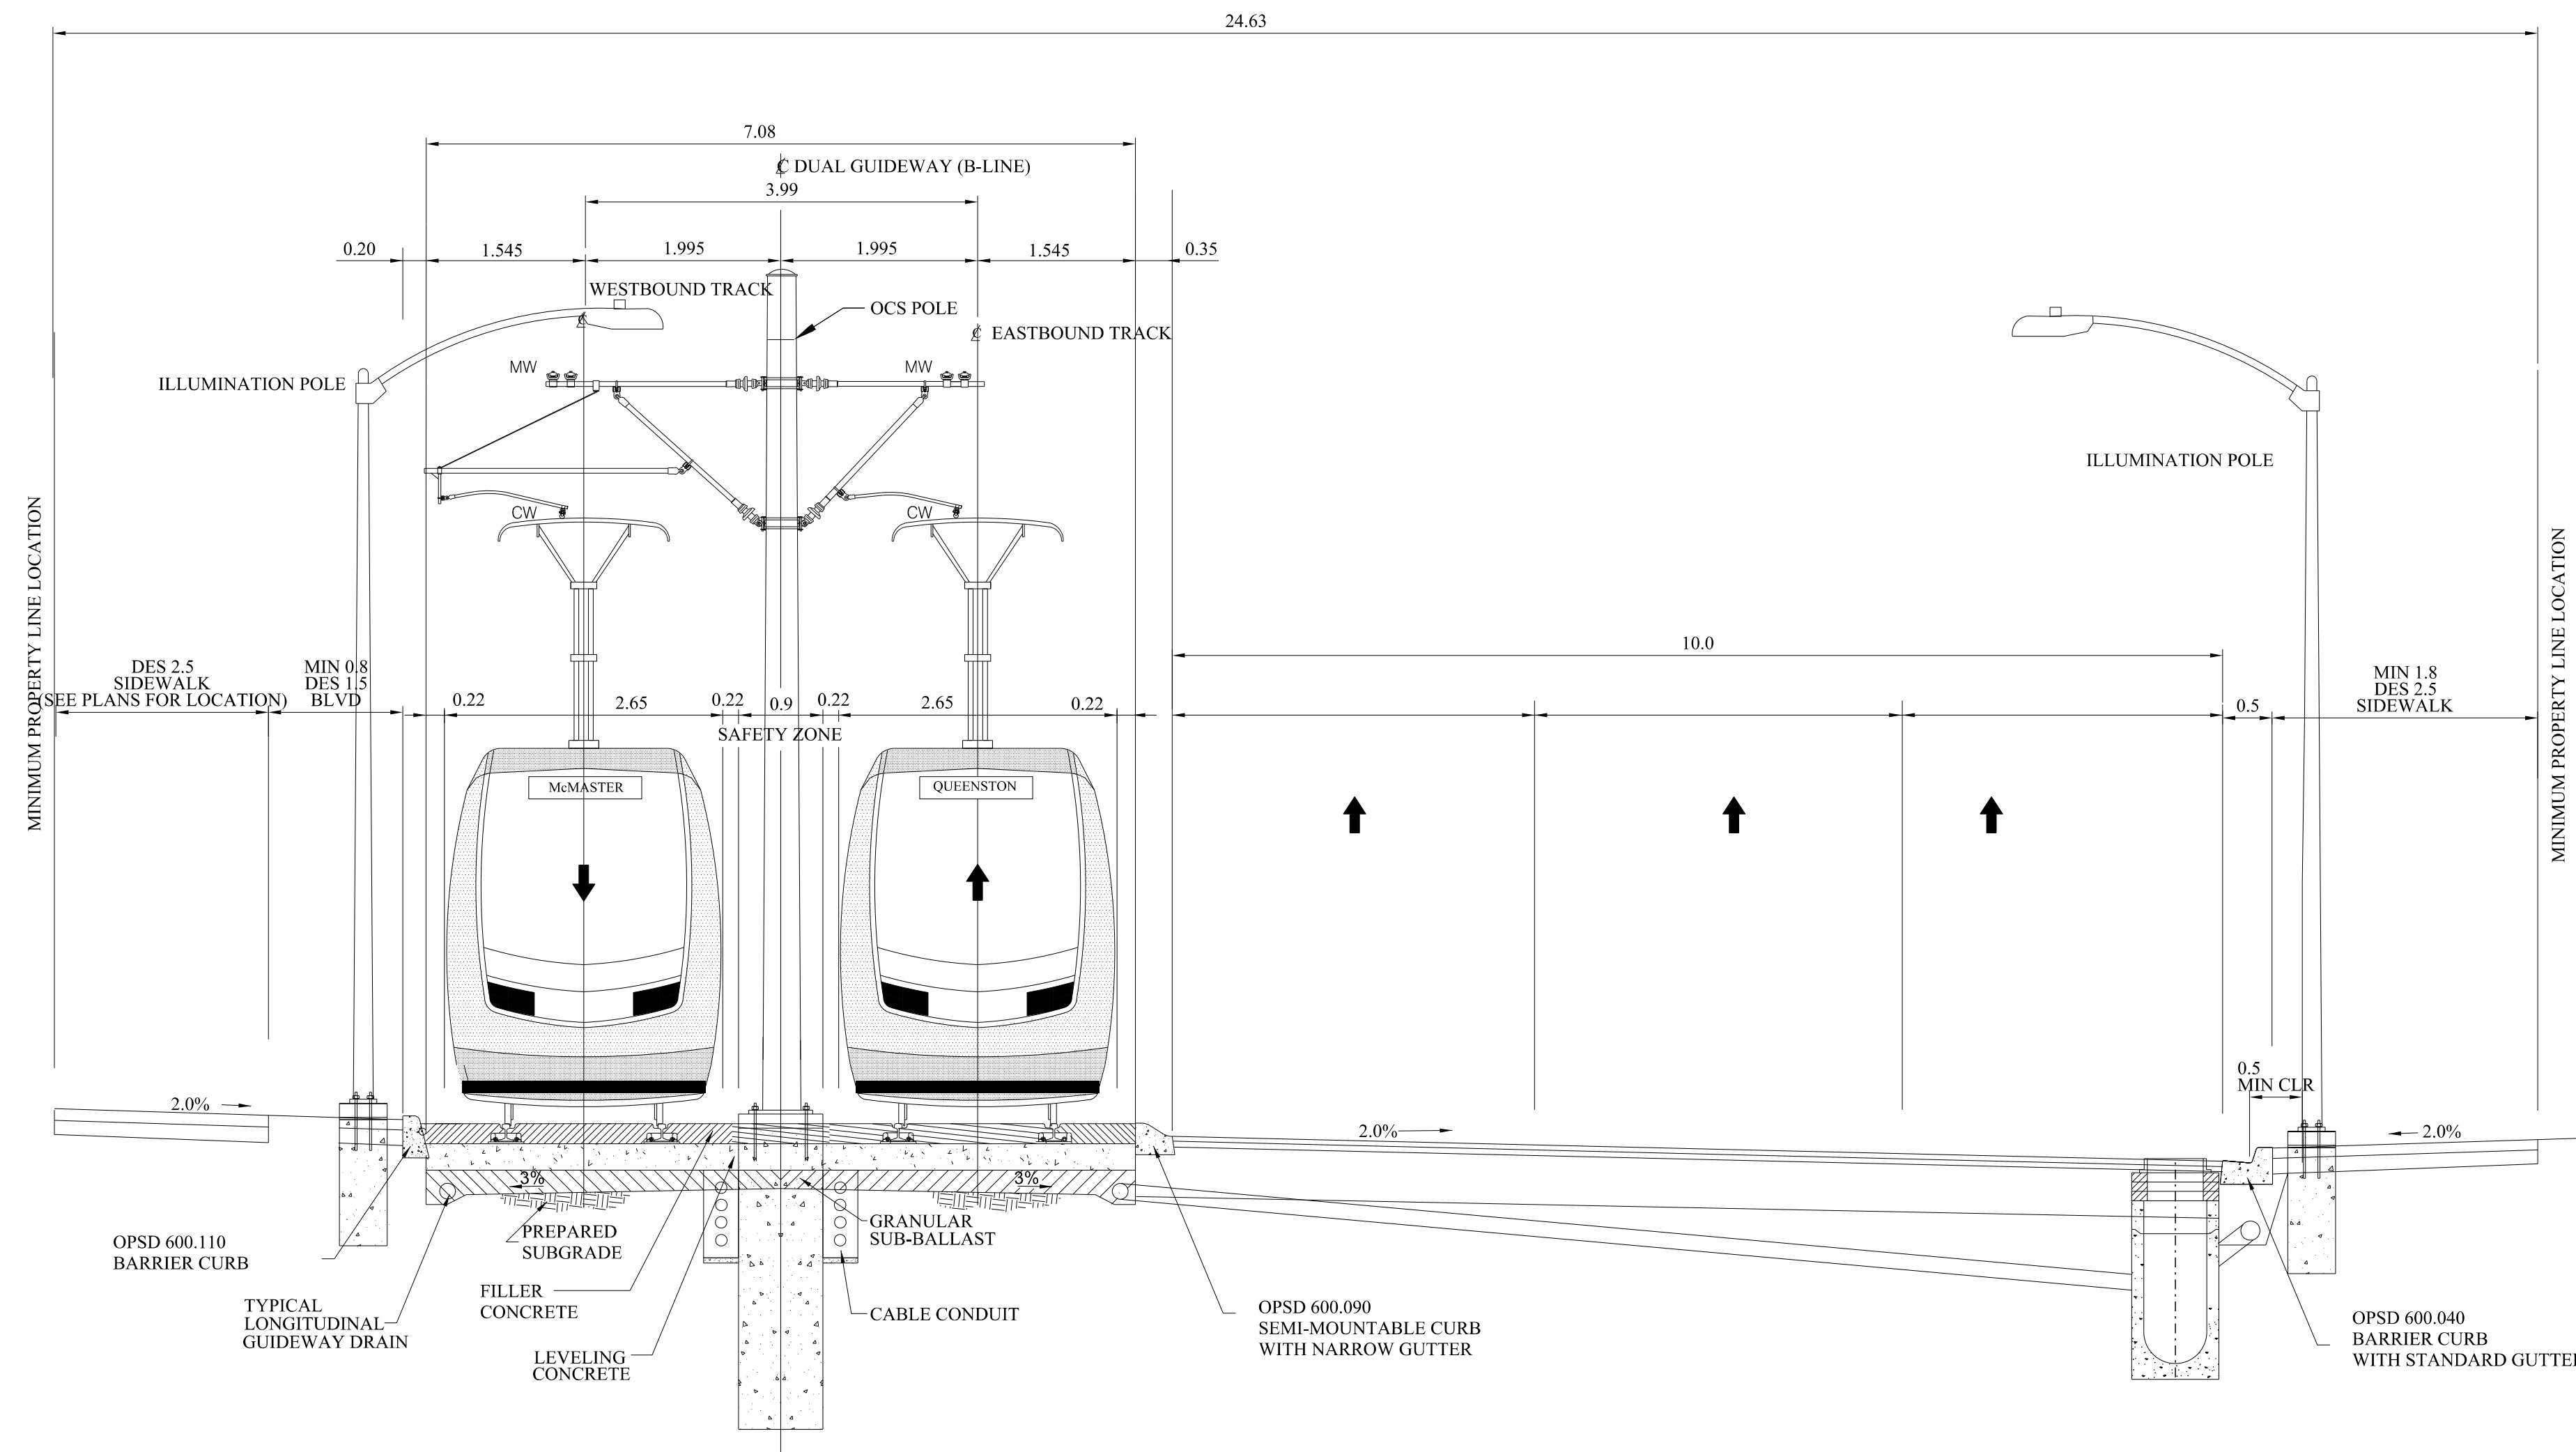 24.63
7.08
℄ DUAL GUIDEWAY (B-LINE)
3.99
0.20
1.545
1.995
1.995
1.545
0.35
WESTBOUND TRACK
℄
OCS POLE
℄ EASTBOUND TRACK
MW
MW
ILLUMINATION POLE
ILLUMINATION POLE
CW
CW
MINIMUM PROPERTY LINE LOCATION
MINIMUM PROPERTY LINE LOCATION
10.0
DES 2.5
SIDEWALK
(SEE PLANS FOR LOCATION)
MIN 0.8
DES 1.5
BLVD
0.22
2.65
0.22
0.9
0.22
2.65
0.22
SAFETY ZONE
0.5
MIN 1.8
DES 2.5
SIDEWALK
McMASTER
QUEENSTON
0.5
MIN CLR
2.0%
2.0%
2.0%
3%
3%
PREPARED
SUBGRADE
GRANULAR
SUB-BALLAST
OPSD 600.110
BARRIER CURB
FILLER
CONCRETE
CABLE CONDUIT
TYPICAL
LONGITUDINAL
GUIDEWAY DRAIN
LEVELING
CONCRETE
OPSD 600.090
SEMI-MOUNTABLE CURB
WITH NARROW GUTTER
OPSD 600.040
BARRIER CURB
WITH STANDARD GUTTE